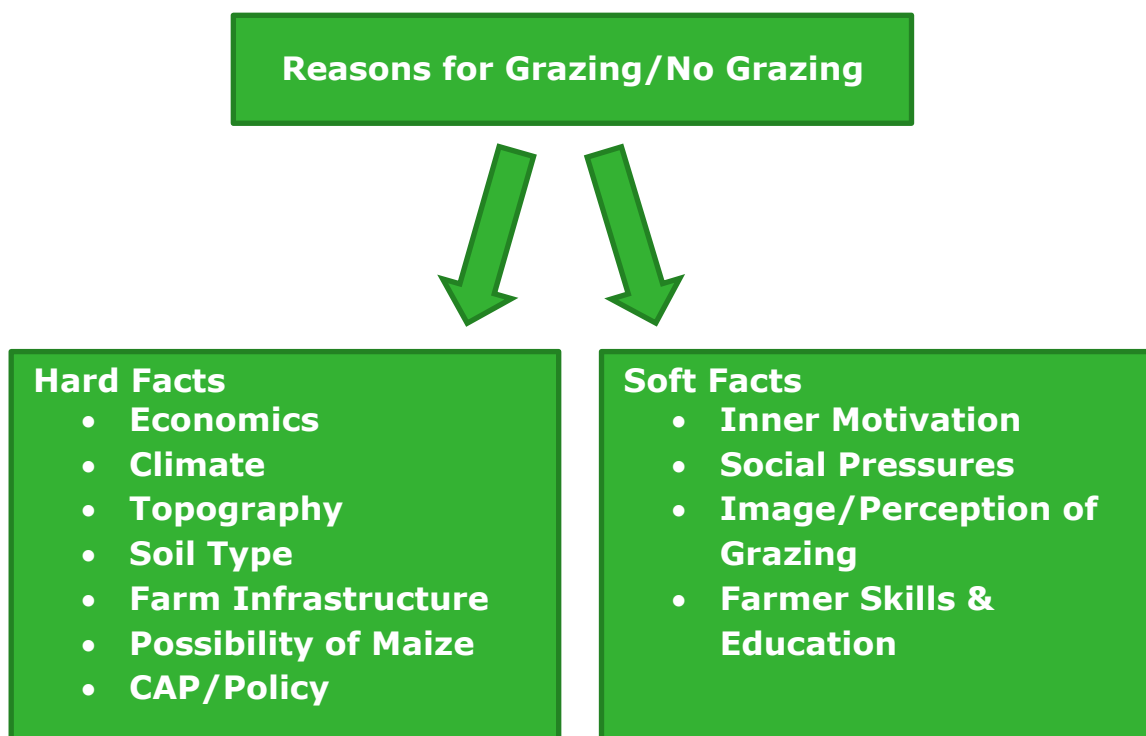 Reasons for Grazing/No Grazing
Hard Facts
• Economics
• Climate
• Topography
• Soil Type
• Farm Infrastructure
• Possibility of Maize
• CAP/Policy
Soft Facts
• Inner Motivation
• Social Pressures
• Image/Perception of
Grazing
• Farmer Skills &
Education